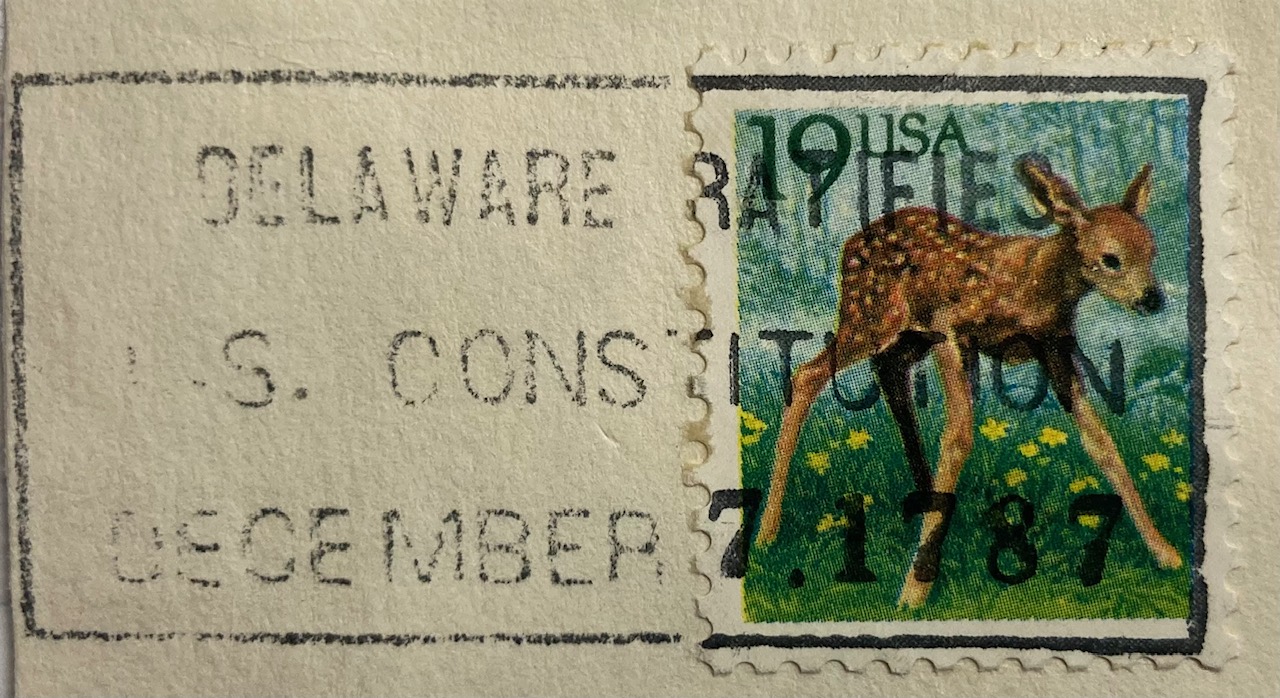 19 USA
DELAWARE RATIFIES
U.S. CONSTITUTION
DECEMBER 7.1787